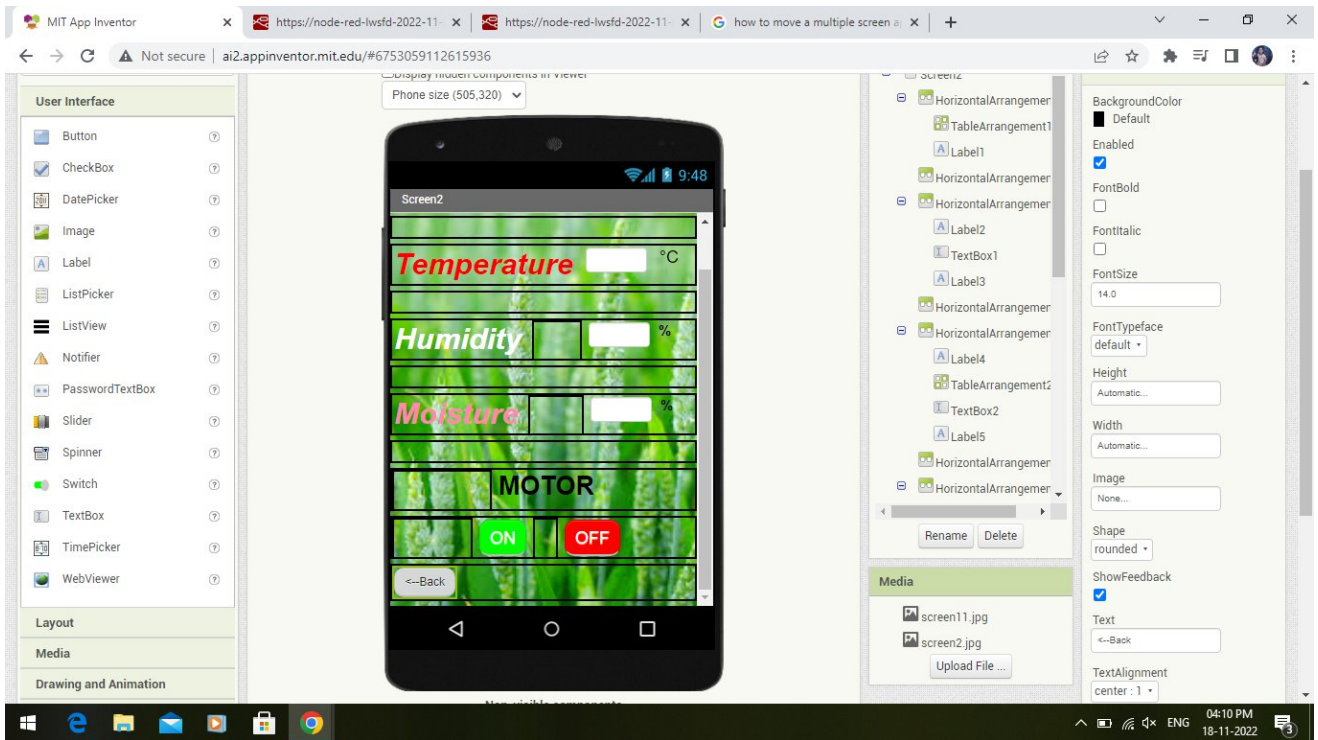 MIT App Inventor
https://node-red-lwsfd-2022-11-
https://node-red-lwsfd-2022-11-
how to move a multiple screen a
Not secure
ai2.appinventor.mit.edu/#6753059112615936
User Interface
Button
CheckBox
DatePicker
Image
Label
ListPicker
ListView
Notifier
PasswordTextBox
Slider
Spinner
Switch
TextBox
TimePicker
WebViewer
Layout
Media
Drawing and Animation
Display hidden components in Viewer
Phone size (505,320)
9:48
Screen2
Temperature °C
Humidity %
Moisture %
MOTOR
ON OFF
<--Back
Non-visible components
Screen2
HorizontalArrangemer
TableArrangement1
Label1
HorizontalArrangemer
HorizontalArrangemer
Label2
TextBox1
Label3
HorizontalArrangemer
HorizontalArrangemer
Label4
TableArrangement2
TextBox2
Label5
HorizontalArrangemer
HorizontalArrangemer
Rename Delete
Media
screen11.jpg
screen2.jpg
Upload File ...
BackgroundColor
Default
Enabled
FontBold
FontItalic
FontSize
14.0
FontTypeface
default
Height
Automatic...
Width
Automatic...
Image
None...
Shape
rounded
ShowFeedback
Text
<--Back
TextAlignment
center : 1
ENG
04:10 PM
18-11-2022
3